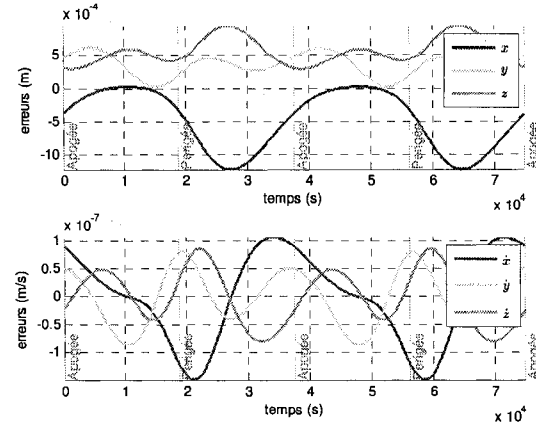 x 10^-4
5
0
-5
-10
erreurs (m)
x
y
z
Apogée
Périgée
Apogée
Périgée
Apogée
0 1 2 3 4 5 6 7
temps (s)
x 10^4
x 10^-7
1
0.5
0
-0.5
-1
erreurs (m/s)
ẋ
ẏ
ż
Apogée
Périgée
Apogée
Périgée
Apogée
0 1 2 3 4 5 6 7
temps (s)
x 10^4